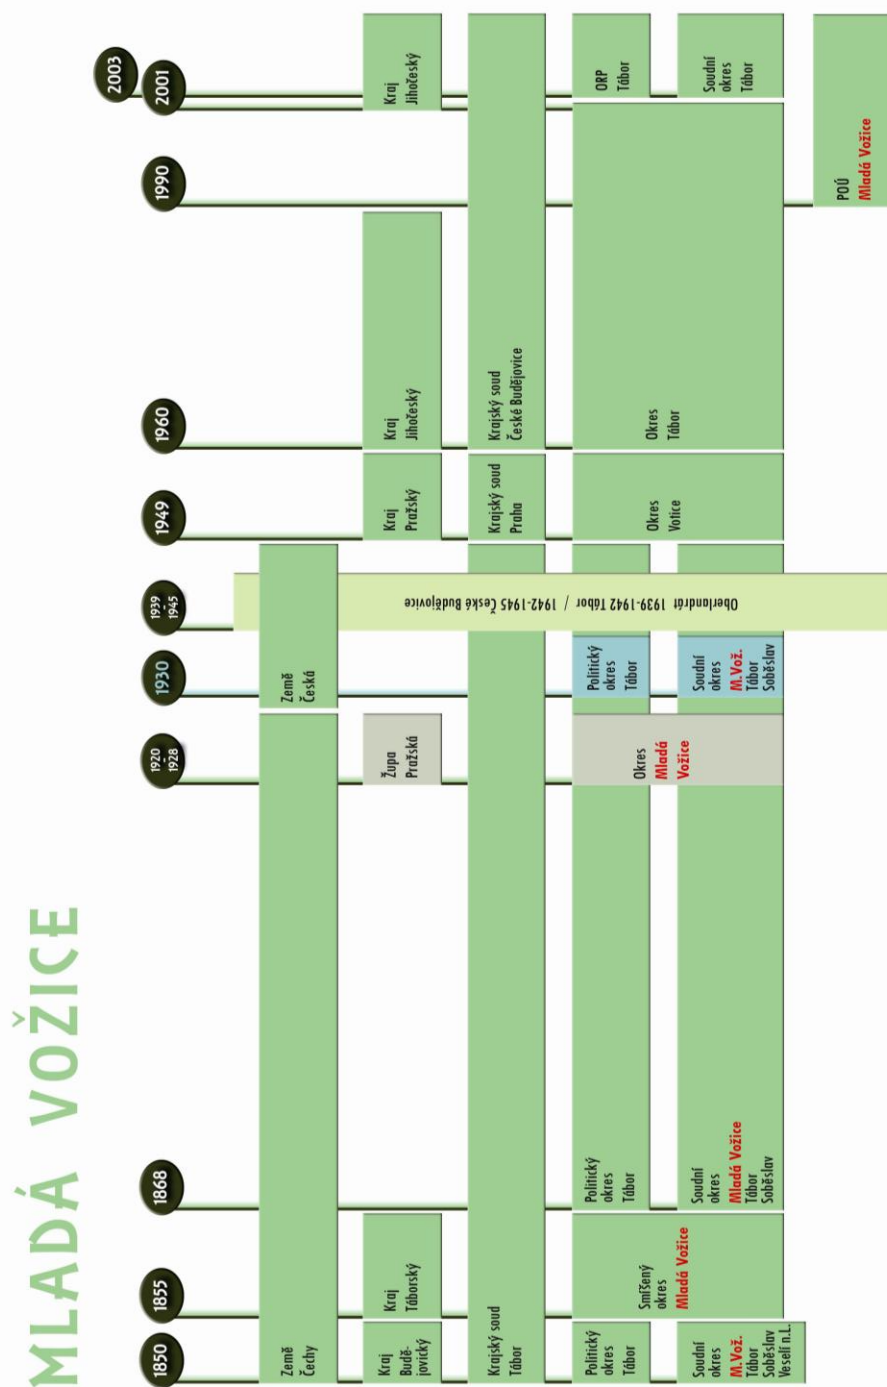 MLADÁ VOŽICE
1850
1855
1868
1920
-
1928
1930
1939
-
1945
1949
1960
1990
2001
2003
Země
Čechy
Země
Česká
Kraj
Budě-
jovický
Kraj
Táborský
Župa
Pražská
Kraj
Pražský
Kraj
Jihočeský
Kraj
Jihočeský
Krajský soud
Tábor
Krajský soud
Praha
Krajský soud
České Budějovice
Politický
okres
Tábor
Smíšený
okres
Mladá Vožice
Politický
okres
Tábor
Okres
Mladá
Vožice
Politický
okres
Tábor
Oberlandrát 1939-1942 Tábor / 1942-1945 České Budějovice
Okres
Votice
Okres
Tábor
ORP
Tábor
Soudní
okres
M.Vož.
Tábor
Soběslav
Veselí n.L.
Soudní
okres
Mladá Vožice
Tábor
Soběslav
Soudní
okres
M.Vož.
Tábor
Soběslav
Soudní
okres
Tábor
POÚ
Mladá Vožice